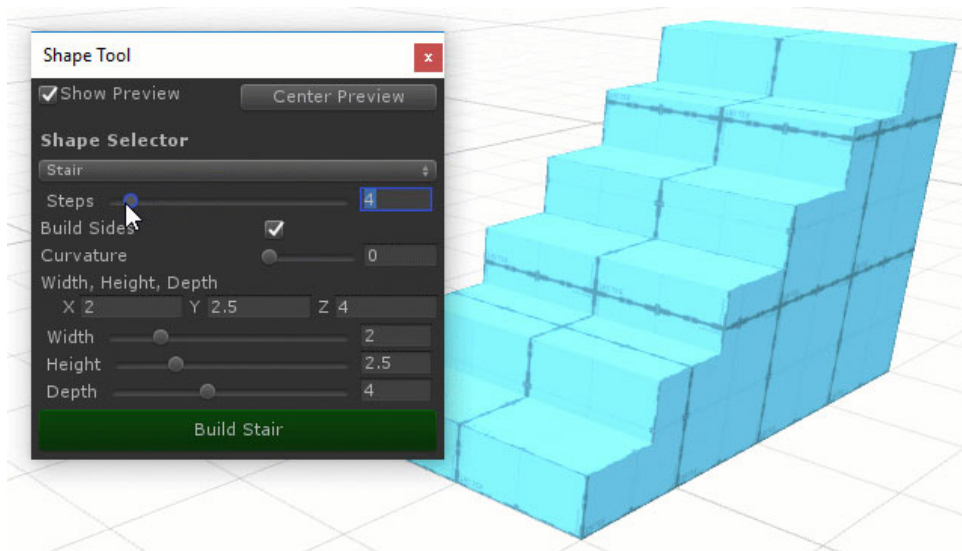 Shape Tool
x
Show Preview
Center Preview
Shape Selector
Stair
Steps 4
Build Sides
Curvature 0
Width, Height, Depth
X 2 Y 2.5 Z 4
Width 2
Height 2.5
Depth 4
Build Stair